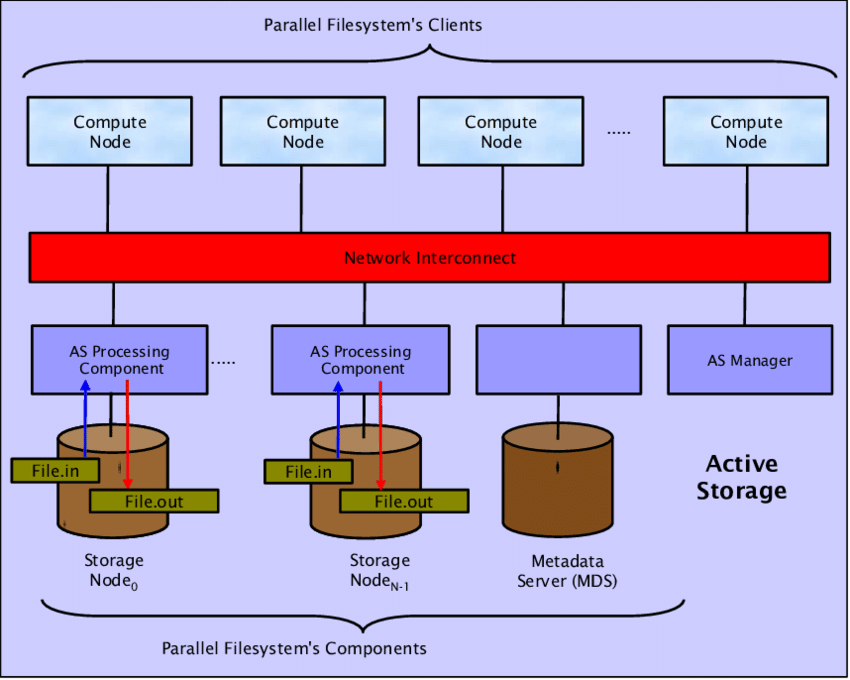 Parallel Filesystem's Clients
Compute
Node
Compute
Node
Compute
Node
.....
Compute
Node
Network Interconnect
AS Processing
Component
.....
AS Processing
Component
AS Manager
File.in
File.out
File.in
File.out
Active
Storage
Storage
Node0
Storage
NodeN-1
Metadata
Server (MDS)
Parallel Filesystem's Components